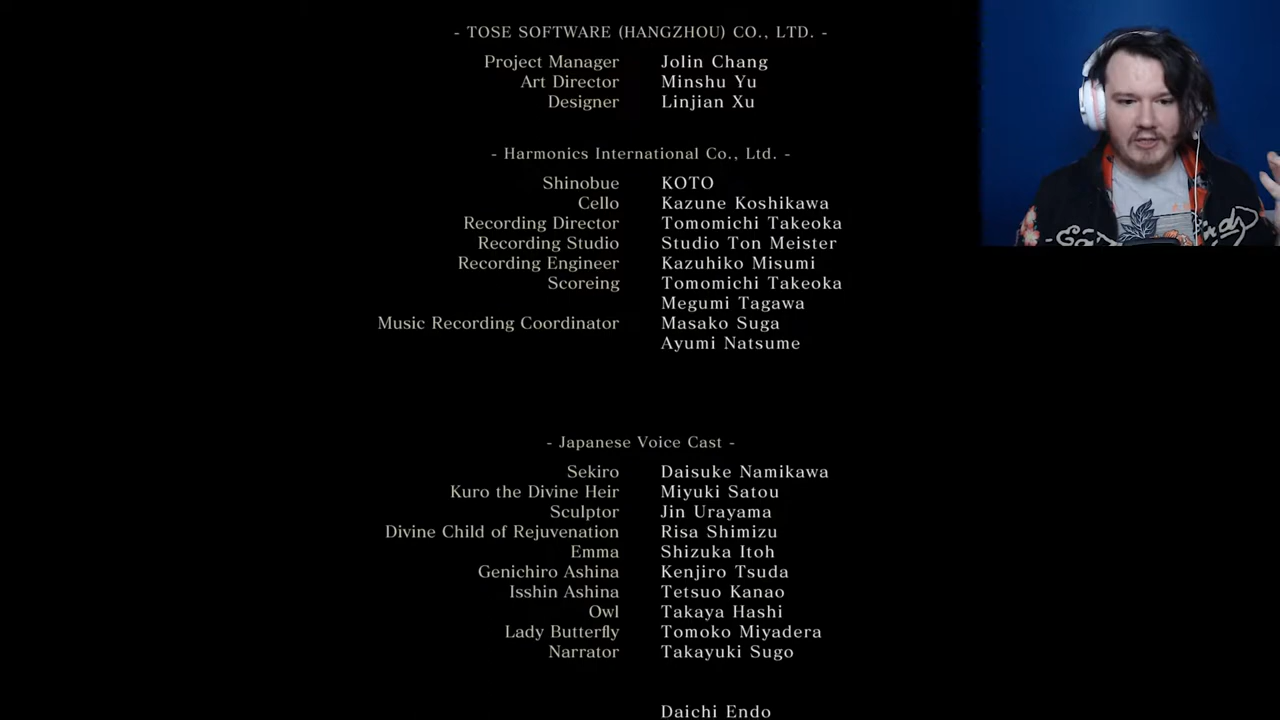 - TOSE SOFTWARE (HANGZHOU) CO., LTD. -
Project Manager Jolin Chang
Art Director Minshu Yu
Designer Linjian Xu
- Harmonics International Co., Ltd. -
Shinobue KOTO
Cello Kazune Koshikawa
Recording Director Tomomichi Takeoka
Recording Studio Studio Ton Meister
Recording Engineer Kazuhiko Misumi
Scoreing Tomomichi Takeoka
Megumi Tagawa
Music Recording Coordinator Masako Suga
Ayumi Natsume
- Japanese Voice Cast -
Sekiro Daisuke Namikawa
Kuro the Divine Heir Miyuki Satou
Sculptor Jin Urayama
Divine Child of Rejuvenation Risa Shimizu
Emma Shizuka Itoh
Genichiro Ashina Kenjiro Tsuda
Isshin Ashina Tetsuo Kanao
Owl Takaya Hashi
Lady Butterfly Tomoko Miyadera
Narrator Takayuki Sugo
Daichi Endo